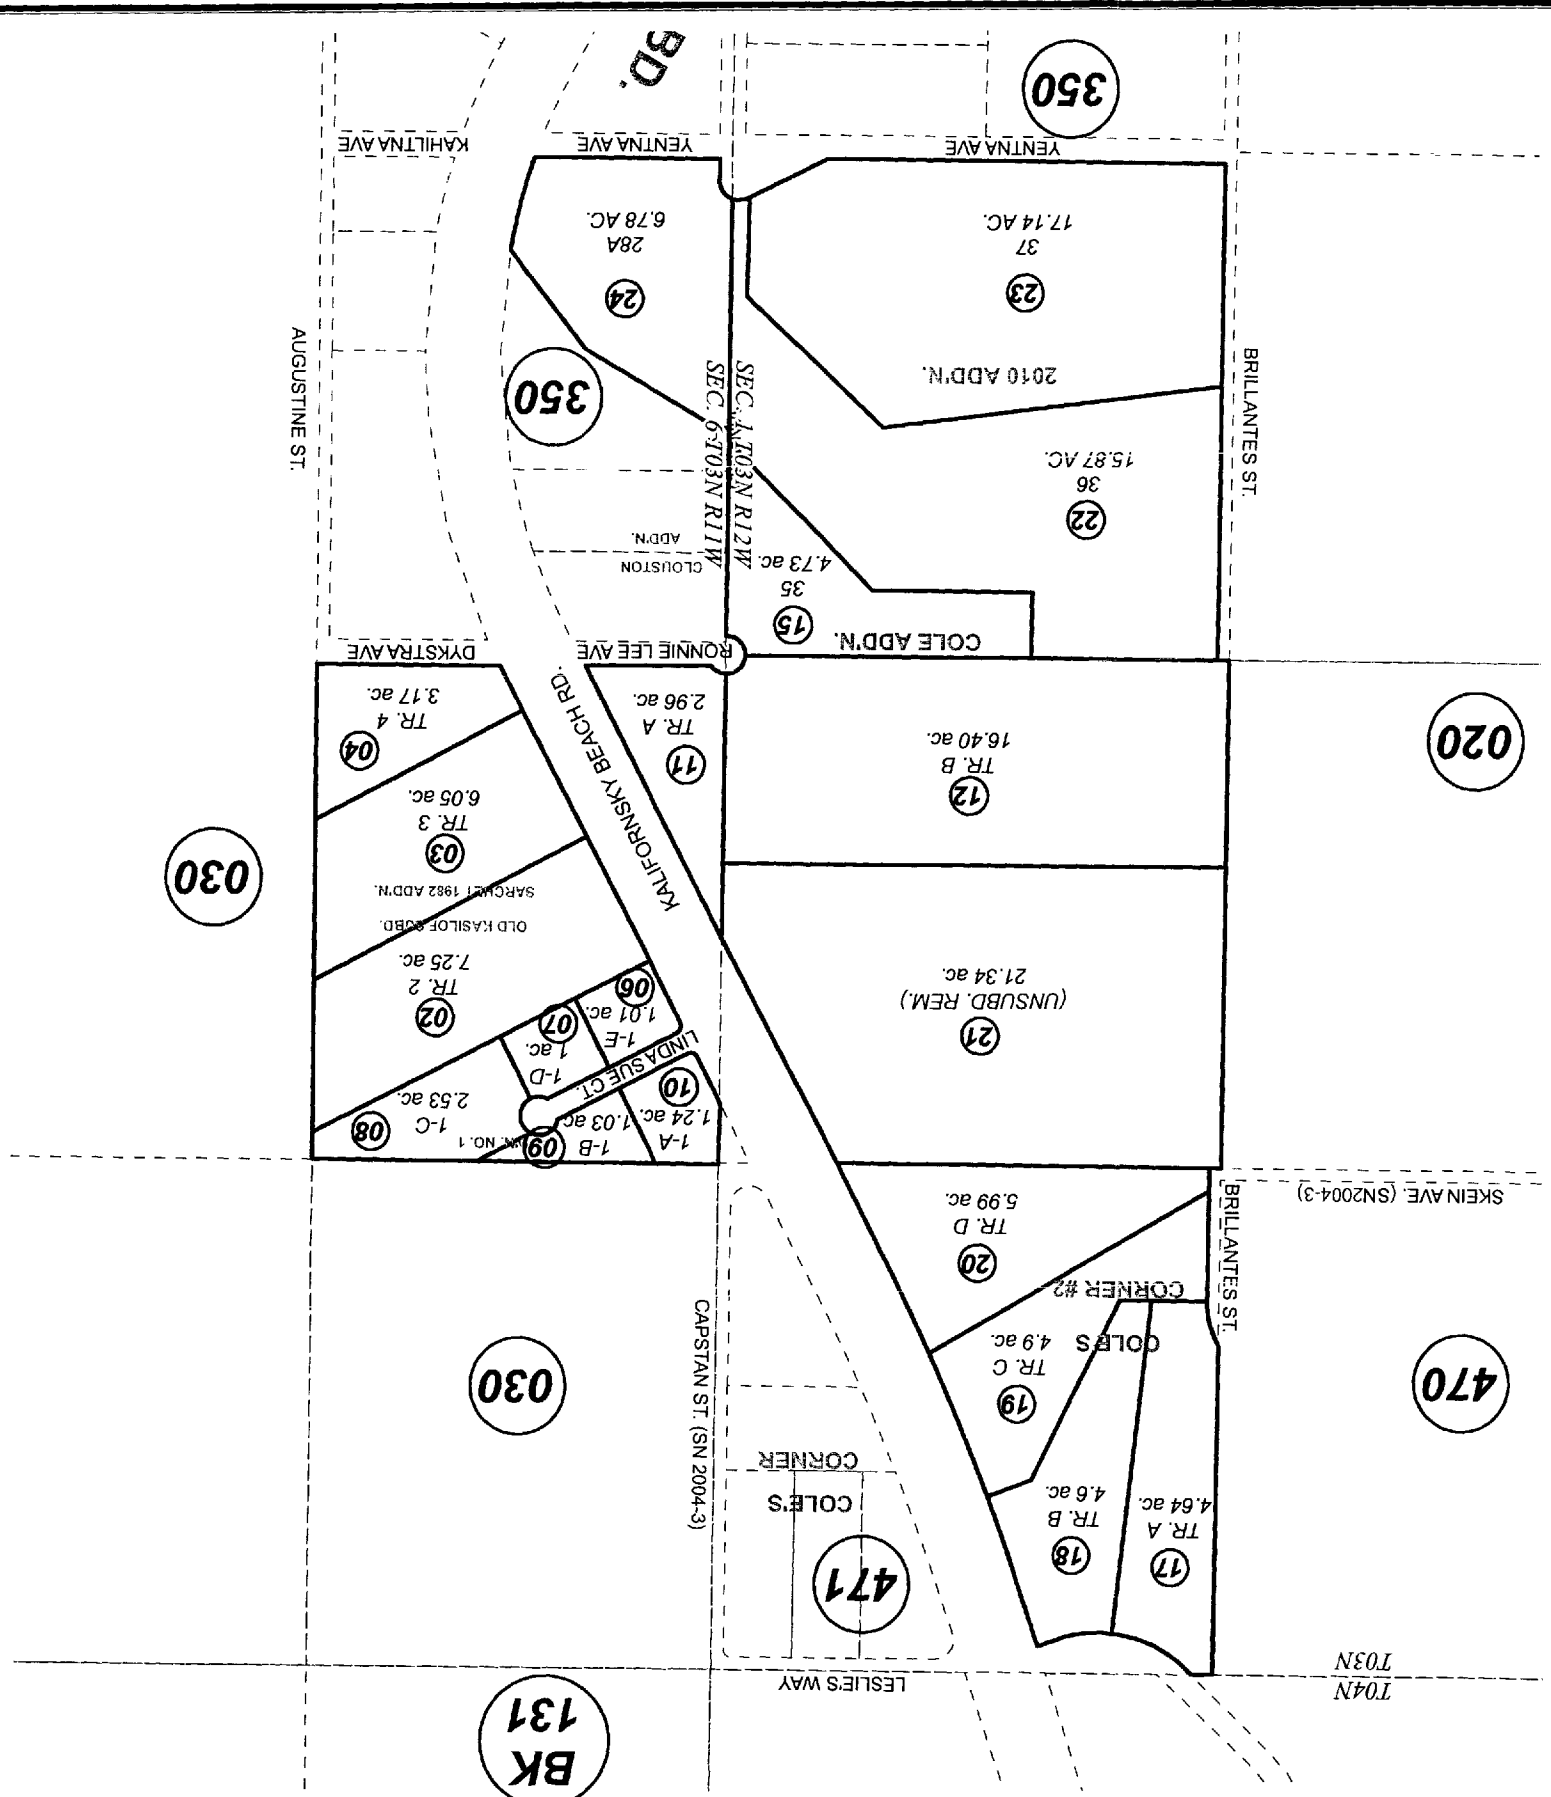 BK
131
T04N
T03N
LESLIE'S WAY
17
TR. A
4.64 ac.
18
TR. B
4.6 ac.
471
COLE'S
CORNER
CAPSTAN ST. (SN 2004-3)
470
19
TR. C
4.9 ac.
COLE'S
CORNER #2
030
20
TR. D
5.99 ac.
BRILLANTES ST.
SKEIN AVE. (SN2004-3)
10
1-A
1.24 ac.
09
1-B
1.03 ac.
NO. 1
08
1-C
2.53 ac.
LINDA SUE CT.
1-D
1 ac.
07
1-E
1.01 ac.
06
21
(UNSUBD. REM.)
21.34 ac.
02
TR. 2
7.25 ac.
OLD KASILOF SUBD.
SARCHET 1982 ADD'N.
030
03
TR. 3
6.05 ac.
KALIFORNSKY BEACH RD.
12
TR. B
16.40 ac.
11
TR. A
2.96 ac.
04
TR. 4
3.17 ac.
020
DYKSTRA AVE
RONNIE LEE AVE
COLE ADD'N.
15
35
4.73 ac.
CLOUSTON
ADD'N.
22
36
15.87 AC.
SEC. 1 T03N R12W
SEC. 6 T03N R11W
BRILLANTES ST.
AUGUSTINE ST.
350
2010 ADD'N.
23
37
17.14 AC.
24
28A
6.78 AC.
YENTNA AVE
YENTNA AVE
KAHILTNA AVE
350
BD.